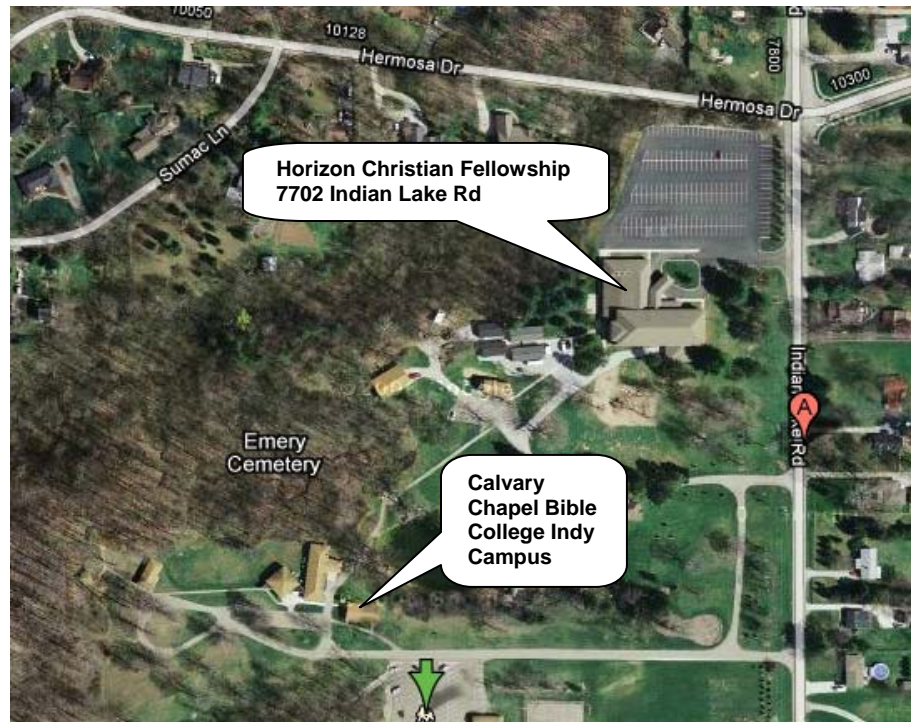 10050
10128
Hermosa Dr
Rd
7800
10300
Hermosa Dr
Sumac Ln
Horizon Christian Fellowship
7702 Indian Lake Rd
A
Emery
Cemetery
Calvary
Chapel Bible
College Indy
Campus